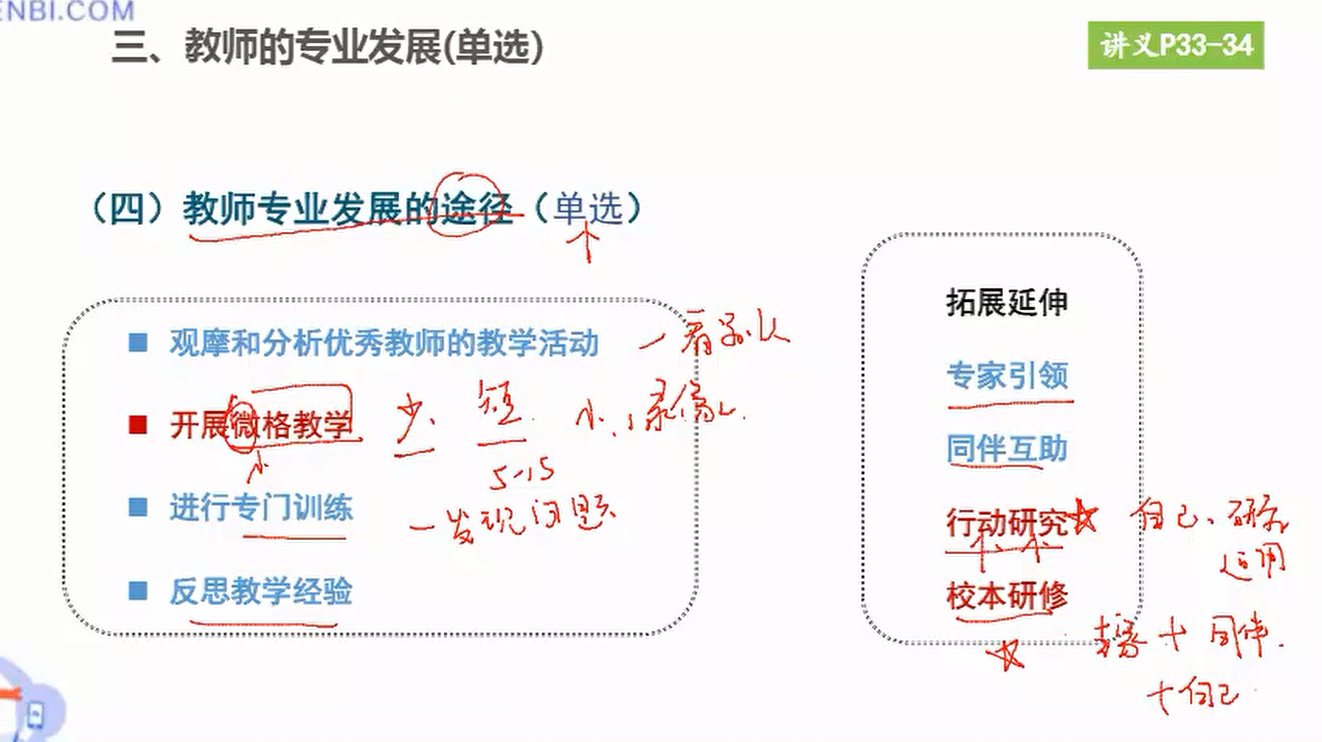 ENBI.COM
三、教师的专业发展(单选)
讲义P33-34
（四）教师专业发展的途径（单选）
■ 观摩和分析优秀教师的教学活动 一看别人
■ 开展微格教学 少、短. 小、录像
小
5-15
■ 进行专门训练 一发现问题
■ 反思教学经验
拓展延伸
专家引领
同伴互助
行动研究 自己、研究
运用
校本研修
专家+同伴.
+自己